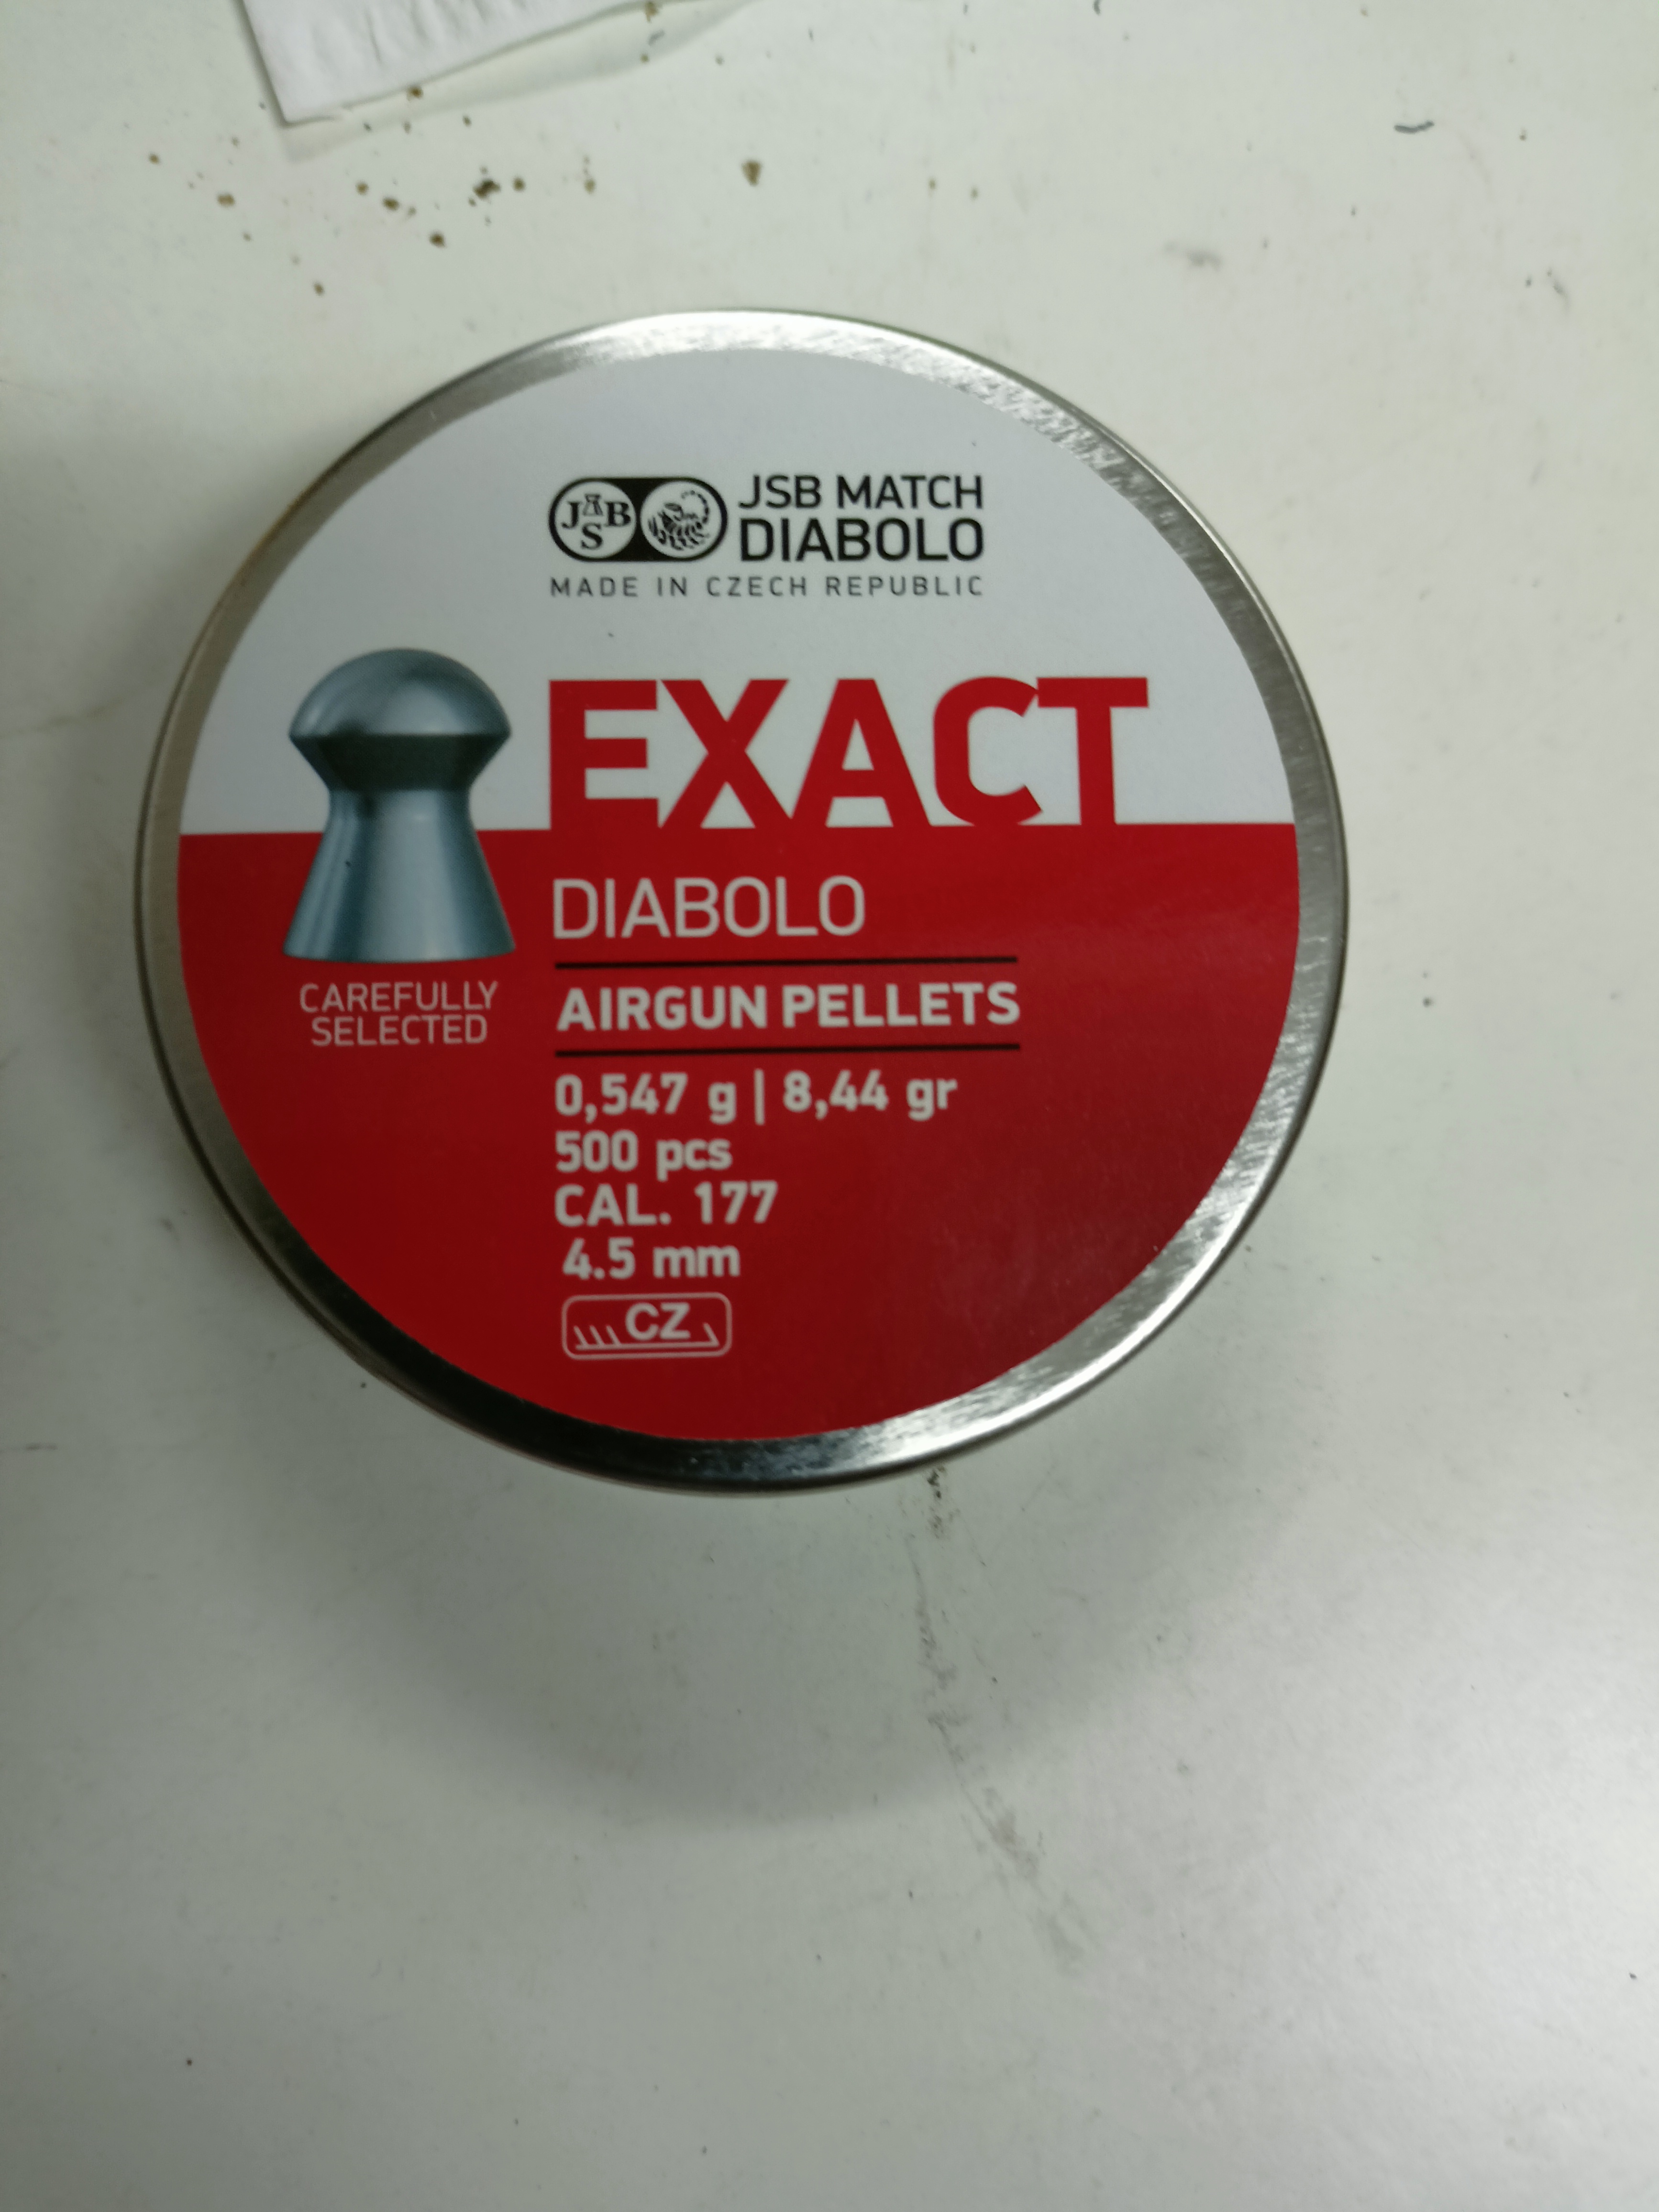 JSB
JSB MATCH
DIABOLO
MADE IN CZECH REPUBLIC
EXACT
DIABOLO
CAREFULLY
SELECTED
AIRGUN PELLETS
0,547 g | 8,44 gr
500 pcs
CAL. 177
4.5 mm
CZ